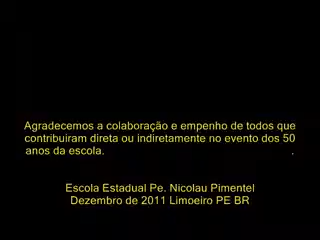 Agradecemos a colaboração e empenho de todos que
contribuiram direta ou indiretamente no evento dos 50
anos da escola. .
Escola Estadual Pe. Nicolau Pimentel
Dezembro de 2011 Limoeiro PE BR